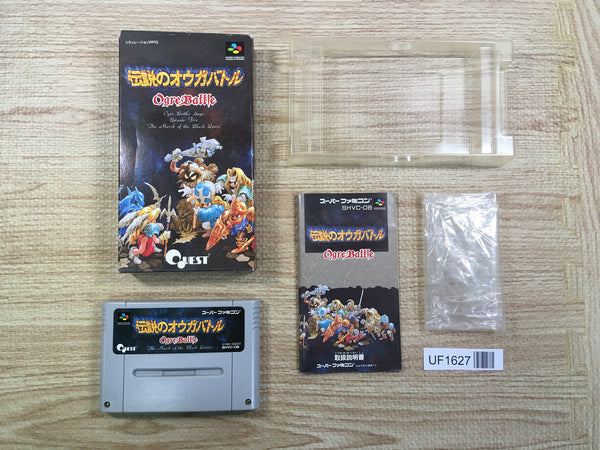 シミュレーションRPG
伝説のオウガバトル
Ogre Battle
Ogre Battle Saga
Episode Five
The March of the Black Queen
QUEST
スーパーファミコン
SHVC-OB
伝説のオウガバトル
Ogre Battle
取扱説明書
スーパーファミコン
スーパーファミコン
伝説のオウガバトル
Ogre Battle
The March of the Black Queen
QUEST
SHVC-OB
UF1627